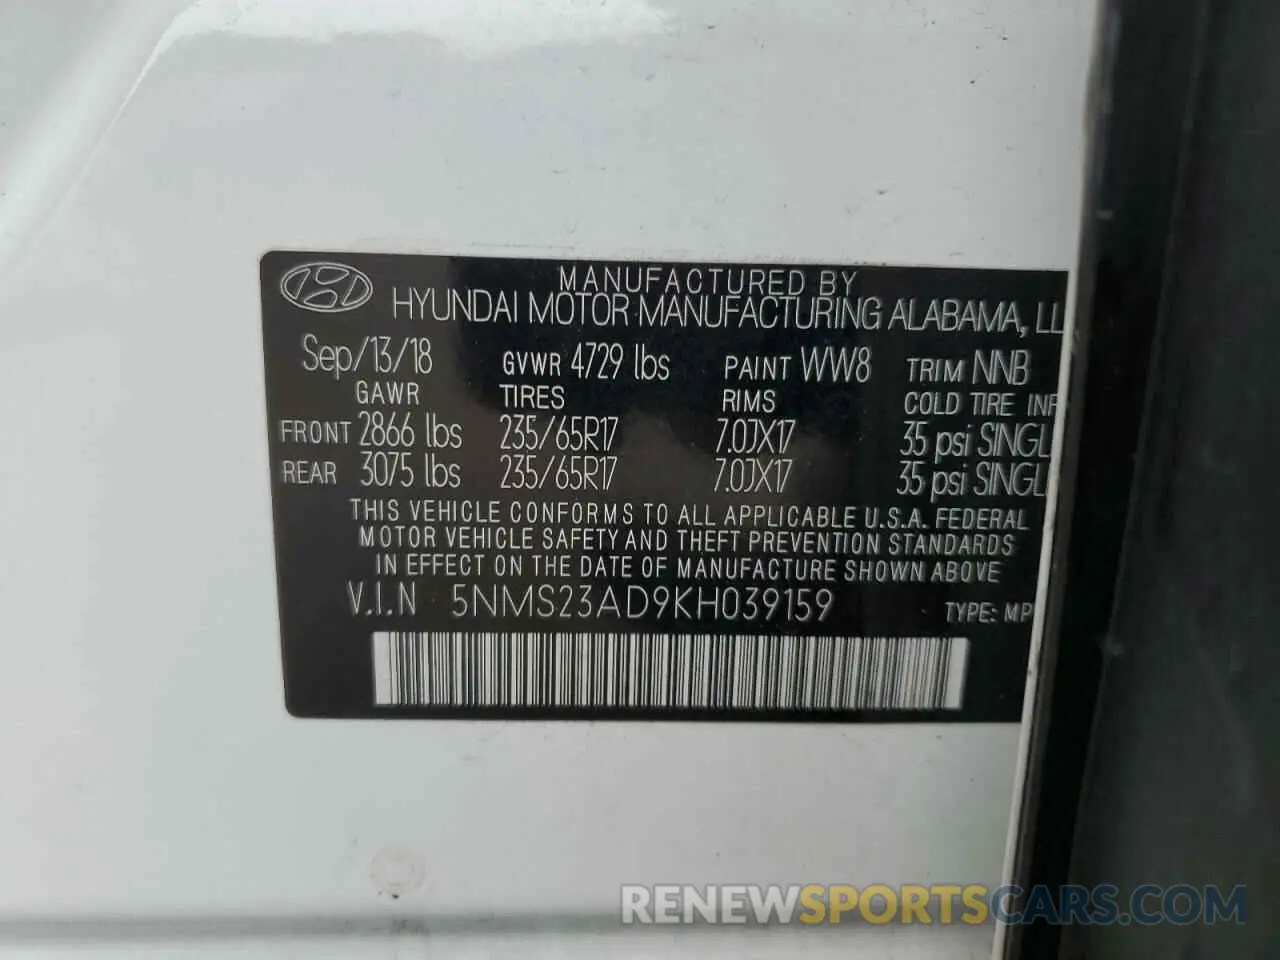 MANUFACTURED BY
HYUNDAI MOTOR MANUFACTURING ALABAMA, LL
Sep/13/18 GVWR 4729 lbs PAINT WW8 TRIM NNB
GAWR TIRES RIMS COLD TIRE INF
FRONT 2866 lbs 235/65R17 7.0JX17 35 psi SINGL
REAR 3075 lbs 235/65R17 7.0JX17 35 psi SINGL
THIS VEHICLE CONFORMS TO ALL APPLICABLE U.S.A. FEDERAL
MOTOR VEHICLE SAFETY AND THEFT PREVENTION STANDARDS
IN EFFECT ON THE DATE OF MANUFACTURE SHOWN ABOVE
V.I.N 5NMS23AD9KH039159 TYPE: MP
RENEWSPORTSCARS.COM